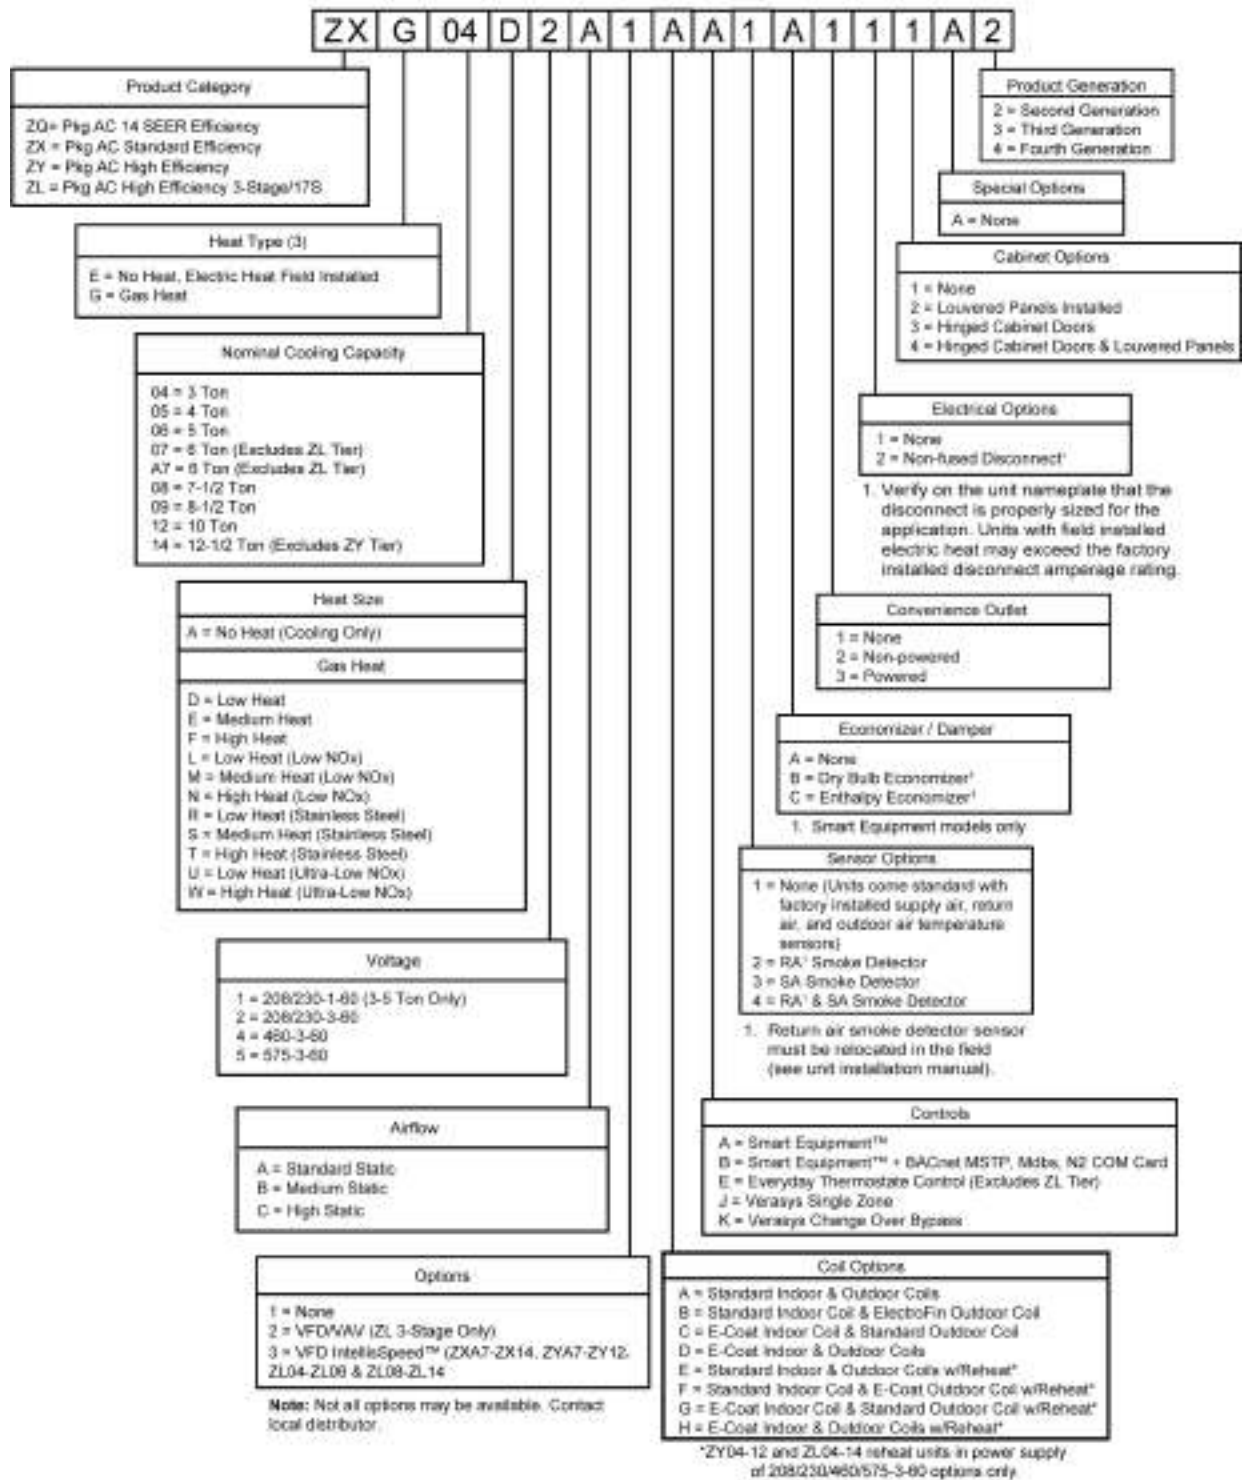 ZX G 04 D 2 A 1 A A 1 A 1 1 1 A 2
Product Category
ZQ= Pkg AC 14 SEER Efficiency
ZX = Pkg AC Standard Efficiency
ZY = Pkg AC High Efficiency
ZL = Pkg AC High Efficiency 3-Stage/17S
Heat Type (3)
E = No Heat, Electric Heat Field Installed
G = Gas Heat
Nominal Cooling Capacity
04 = 3 Ton
05 = 4 Ton
06 = 5 Ton
07 = 6 Ton (Excludes ZL Tier)
A7 = 6 Ton (Excludes ZL Tier)
08 = 7-1/2 Ton
09 = 8-1/2 Ton
12 = 10 Ton
14 = 12-1/2 Ton (Excludes ZY Tier)
Heat Size
A = No Heat (Cooling Only)
Gas Heat
D = Low Heat
E = Medium Heat
F = High Heat
L = Low Heat (Low NOx)
M = Medium Heat (Low NOx)
N = High Heat (Low NOx)
R = Low Heat (Stainless Steel)
S = Medium Heat (Stainless Steel)
T = High Heat (Stainless Steel)
U = Low Heat (Ultra-Low NOx)
W = High Heat (Ultra-Low NOx)
Voltage
1 = 208/230-1-60 (3-5 Ton Only)
2 = 208/230-3-60
4 = 460-3-60
5 = 575-3-60
Airflow
A = Standard Static
B = Medium Static
C = High Static
Options
1 = None
2 = VFD/VAV (ZL 3-Stage Only)
3 = VFD IntelliSpeed™ (ZXA7-ZX14, ZYA7-ZY12,
ZL04-ZL06 & ZL08-ZL14
Note: Not all options may be available. Contact
local distributor.
Product Generation
2 = Second Generation
3 = Third Generation
4 = Fourth Generation
Special Options
A = None
Cabinet Options
1 = None
2 = Louvered Panels Installed
3 = Hinged Cabinet Doors
4 = Hinged Cabinet Doors & Louvered Panels
Electrical Options
1 = None
2 = Non-fused Disconnect¹
1. Verify on the unit nameplate that the
disconnect is properly sized for the
application. Units with field installed
electric heat may exceed the factory
installed disconnect amperage rating.
Convenience Outlet
1 = None
2 = Non-powered
3 = Powered
Economizer / Damper
A = None
B = Dry Bulb Economizer¹
C = Enthalpy Economizer¹
1. Smart Equipment models only
Sensor Options
1 = None (Units come standard with
factory installed supply air, return
air, and outdoor air temperature
sensors)
2 = RA¹ Smoke Detector
3 = SA Smoke Detector
4 = RA¹ & SA Smoke Detector
1. Return air smoke detector sensor
must be relocated in the field
(see unit installation manual).
Controls
A = Smart Equipment™
B = Smart Equipment™ + BACnet MSTP, Mdbs, N2 COM Card
E = Everyday Thermostate Control (Excludes ZL Tier)
J = Verasys Single Zone
K = Verasys Change Over Bypass
Coil Options
A = Standard Indoor & Outdoor Coils
B = Standard Indoor Coil & ElectroFin Outdoor Coil
C = E-Coat Indoor Coil & Standard Outdoor Coil
D = E-Coat Indoor & Outdoor Coils
E = Standard Indoor & Outdoor Coils w/Reheat*
F = Standard Indoor Coil & E-Coat Outdoor Coil w/Reheat*
G = E-Coat Indoor Coil & Standard Outdoor Coil w/Reheat*
H = E-Coat Indoor & Outdoor Coils w/Reheat*
*ZY04-12 and ZL04-14 reheat units in power supply
of 208/230/460/575-3-60 options only.